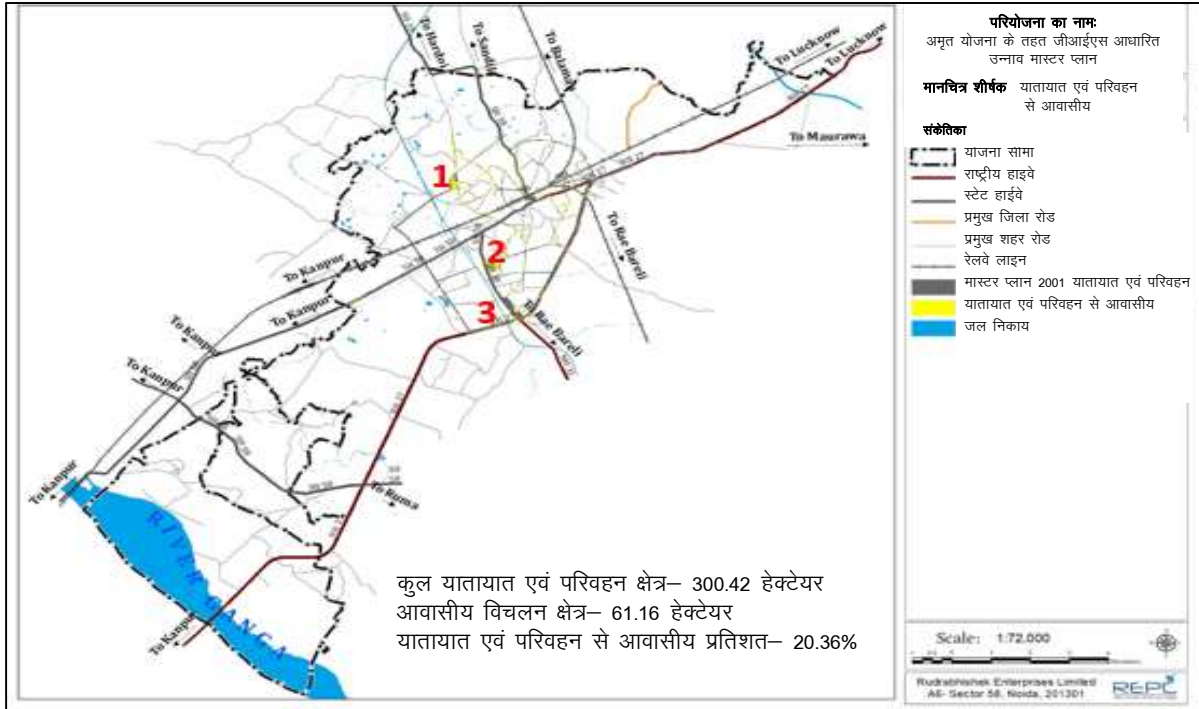 To Hardoi
To Sandila
To Lucknow
To Lucknow
To Maurawa
To Rae Bareli
To Kanpur
To Kanpur
To Rae Bareli
To Kanpur
To Kanpur
To Kanpur
To Kanpur
RIVER GANGA
1
2
3
कुल यातायात एवं परिवहन क्षेत्र– 300.42 हेक्टेयर
आवासीय विचलन क्षेत्र– 61.16 हेक्टेयर
यातायात एवं परिवहन से आवासीय प्रतिशत– 20.36%
परियोजना का नामः
अमृत योजना के तहत जीआईएस आधारित
उन्नाव मास्टर प्लान
मानचित्र शीर्षक यातायात एवं परिवहन
से आवासीय
संकेतिका
योजना सीमा
राष्ट्रीय हाइवे
स्टेट हाईवे
प्रमुख जिला रोड
प्रमुख शहर रोड
रेलवे लाइन
मास्टर प्लान 2001 यातायात एवं परिवहन
यातायात एवं परिवहन से आवासीय
जल निकाय
Scale: 1:72,000
Rudrabhishek Enterprises Limited
A6- Sector 58, Noida, 201301
REPL